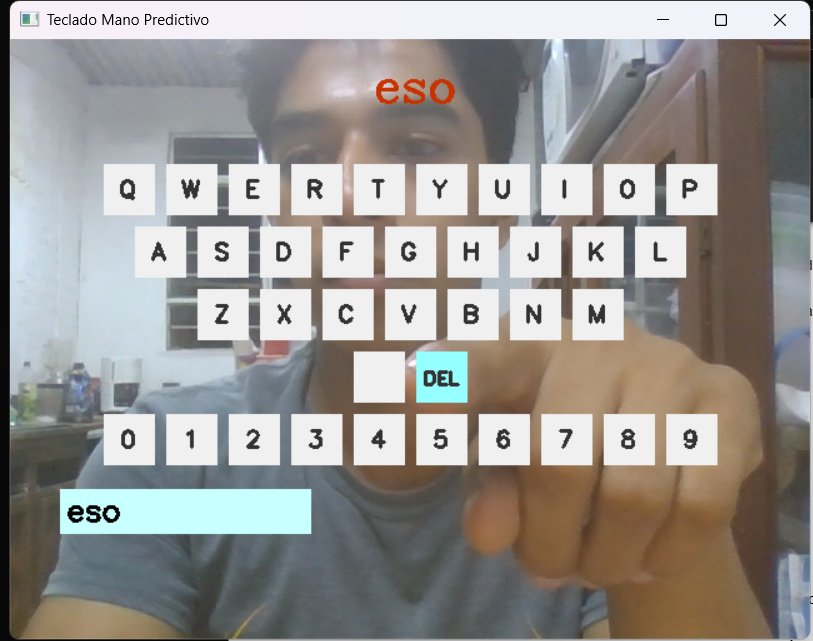 Teclado Mano Predictivo
eso
Q W E R T Y U I O P
A S D F G H J K L
Z X C V B N M
DEL
0 1 2 3 4 5 6 7 8 9
eso